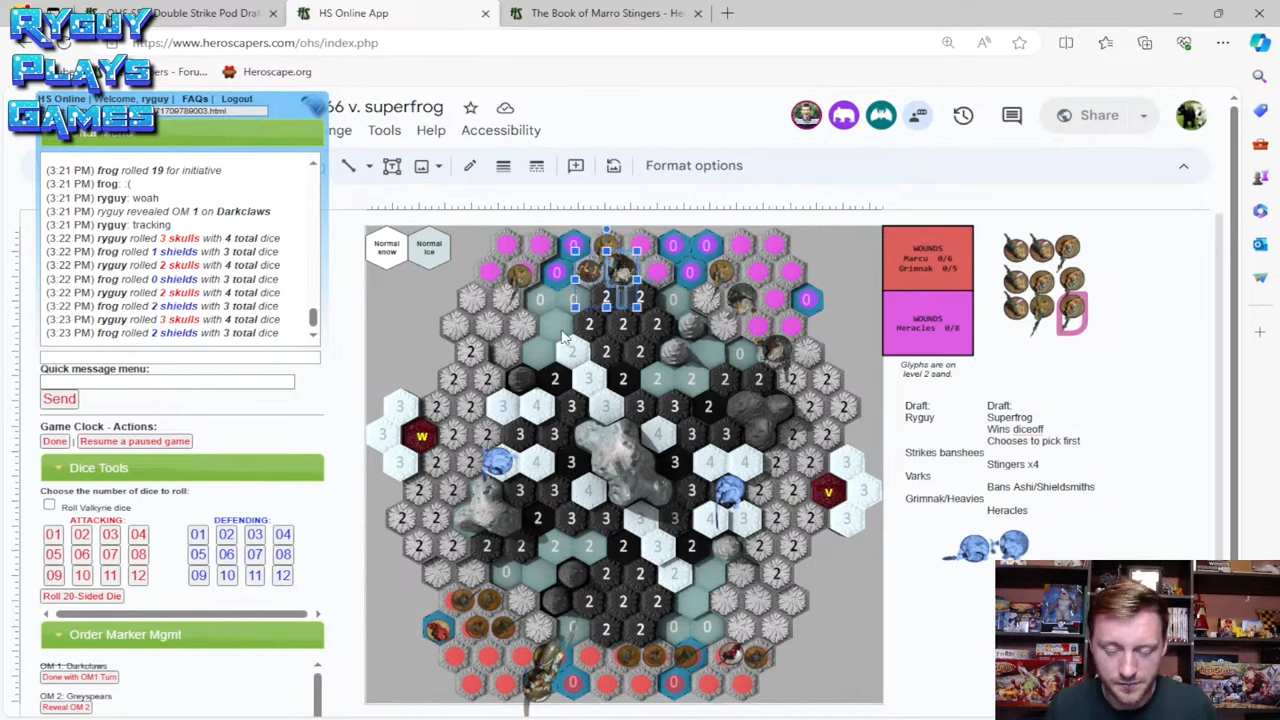 RYGUY
PLAYS
GAMES
Double Strike Pod Draf
HS Online App
The Book of Marro Stingers - He
https://www.heroscapers.com/ohs/index.php
Heroscape.org
HS Online | Welcome, ryguy | FAQs | Logout
66 v. superfrog
Tools
Help
Accessibility
Share
Format options
(3:21 PM) frog rolled 19 for initiative
(3:21 PM) frog: :(
(3:21 PM) ryguy: woah
(3:21 PM) ryguy revealed OM 1 on Darkclaws
(3:21 PM) ryguy: tracking
(3:22 PM) ryguy rolled 3 skulls with 4 total dice
(3:22 PM) frog rolled 1 shields with 3 total dice
(3:22 PM) ryguy rolled 2 skulls with 4 total dice
(3:22 PM) frog rolled 0 shields with 3 total dice
(3:22 PM) ryguy rolled 2 skulls with 4 total dice
(3:22 PM) frog rolled 2 shields with 3 total dice
(3:23 PM) ryguy rolled 3 skulls with 4 total dice
(3:23 PM) frog rolled 2 shields with 3 total dice
Quick message menu:
Send
Game Clock - Actions:
Done | Resume a paused game
Dice Tools
Choose the number of dice to roll:
Roll Valkyrie dice
ATTACKING: DEFENDING:
01 02 03 04 01 02 03 04
05 06 07 08 05 06 07 08
09 10 11 12 09 10 11 12
Roll 20-Sided Die
Order Marker Mgmt
OM 1: Darkclaws
Done with OM1 Turn
OM 2: Greyspears
Reveal OM 2
Normal snow
Normal ice
W
V
WOUNDS
Marcu 0/6
Grimnak 0/5
WOUNDS
Heracles 0/8
Glyphs are on
level 2 sand.
Draft:
Ryguy
Strikes banshees
Varks
Grimnak/Heavies
Draft:
Superfrog
Wins diceoff
Chooses to pick first
Stingers x4
Bans Ashi/Shieldsmiths
Heracles